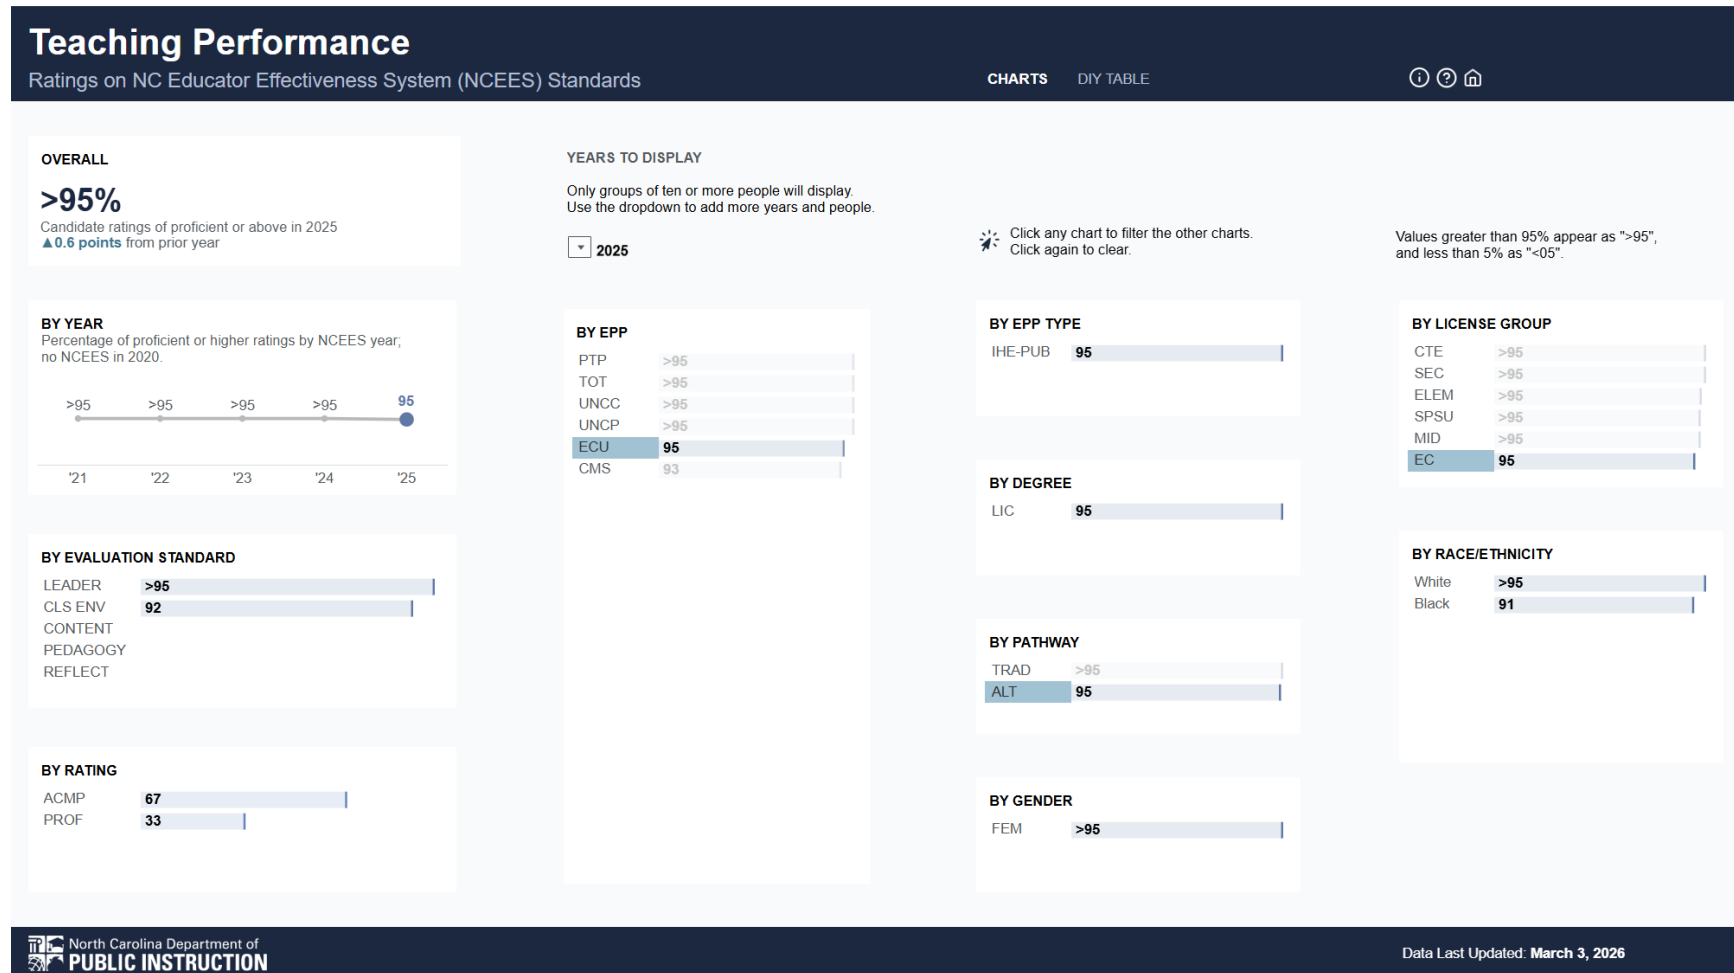 Teaching Performance
Ratings on NC Educator Effectiveness System (NCEES) Standards
CHARTS
DIY TABLE
OVERALL
>95%
Candidate ratings of proficient or above in 2025
▲0.6 points from prior year
YEARS TO DISPLAY
Only groups of ten or more people will display.
Use the dropdown to add more years and people.
2025
Click any chart to filter the other charts.
Click again to clear.
Values greater than 95% appear as ">95",
and less than 5% as "<05".
BY YEAR
Percentage of proficient or higher ratings by NCEES year;
no NCEES in 2020.
>95 >95 >95 >95 95
'21 '22 '23 '24 '25
BY EVALUATION STANDARD
LEADER >95
CLS ENV 92
CONTENT
PEDAGOGY
REFLECT
BY RATING
ACMP 67
PROF 33
BY EPP
PTP >95
TOT >95
UNCC >95
UNCP >95
ECU 95
CMS 93
BY EPP TYPE
IHE-PUB 95
BY DEGREE
LIC 95
BY PATHWAY
TRAD >95
ALT 95
BY GENDER
FEM >95
BY LICENSE GROUP
CTE >95
SEC >95
ELEM >95
SPSU >95
MID >95
EC 95
BY RACE/ETHNICITY
White >95
Black 91
North Carolina Department of
PUBLIC INSTRUCTION
Data Last Updated: March 3, 2026